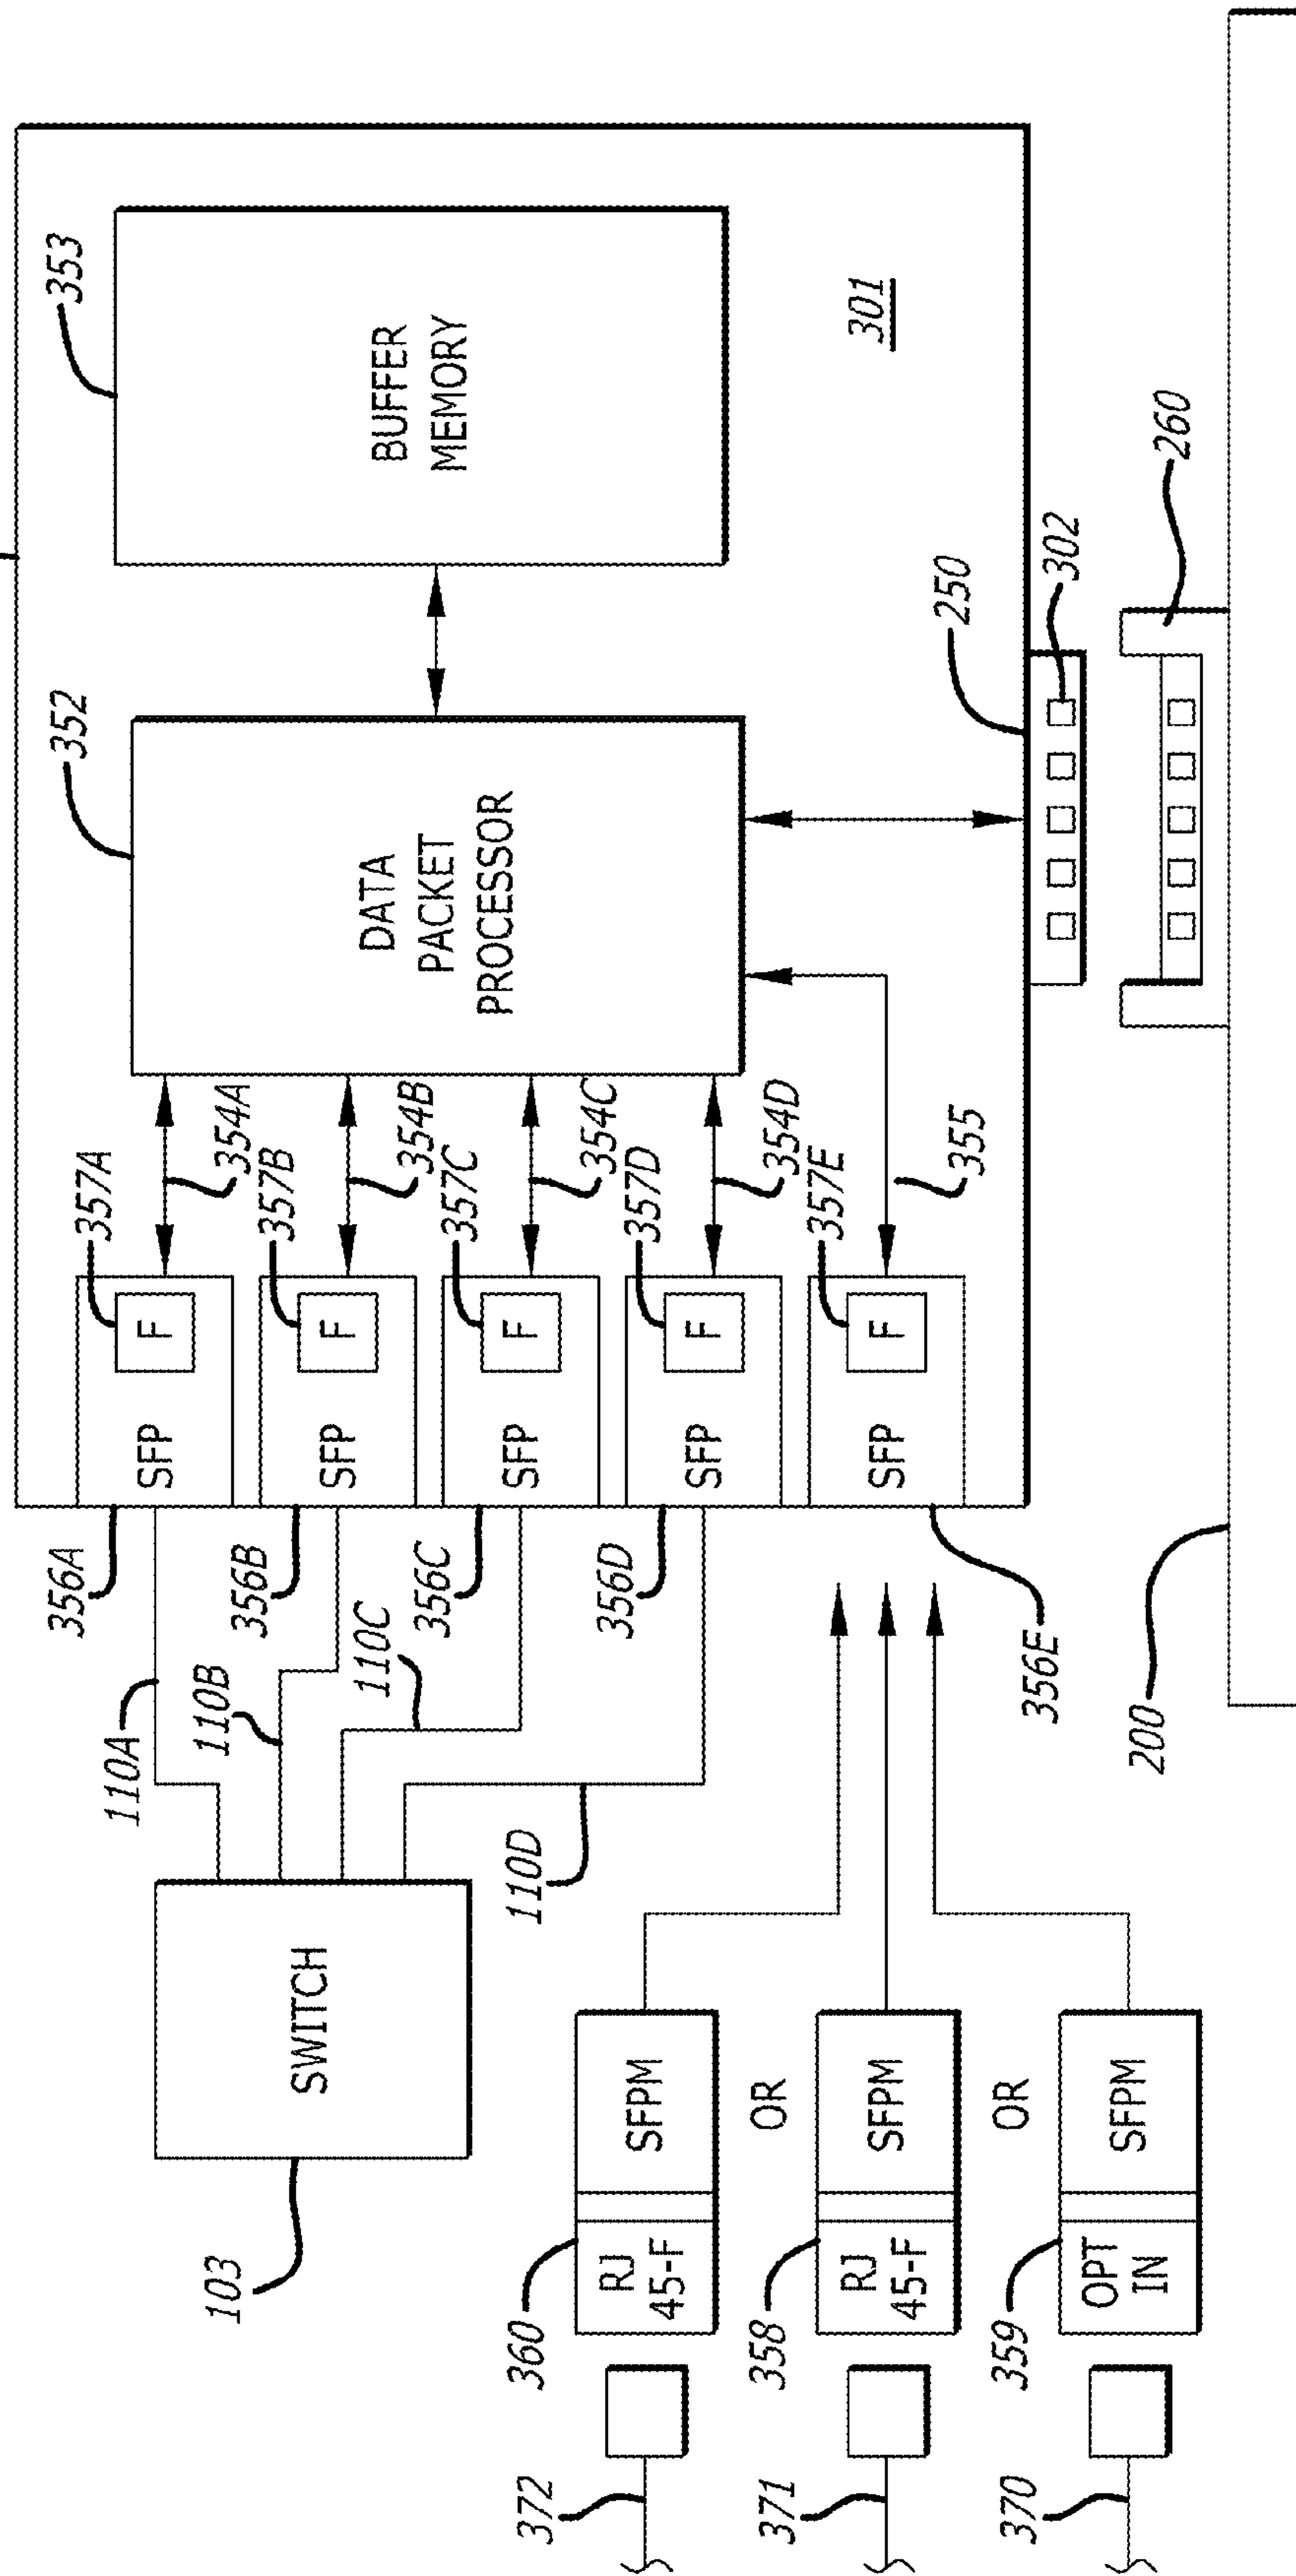 103
SWITCH
110A
110B
110C
110D
356A
356B
356C
356D
356E
SFP
F
357A
SFP
F
357B
SFP
F
357C
SFP
F
357D
SFP
F
357E
354A
354B
354C
354D
355
352
DATA
PACKET
PROCESSOR
353
BUFFER
MEMORY
301
250
302
260
200
372
360
RJ
45-F
SFPM
OR
371
358
RJ
45-F
SFPM
OR
370
359
OPT
IN
SFPM